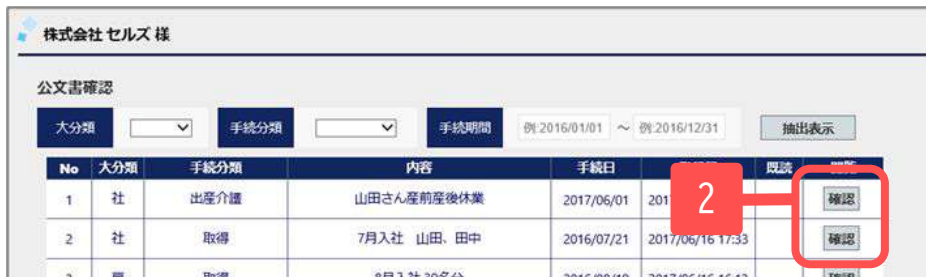 株式会社 セルズ 様
公文書確認
大分類 手続分類 手続期間 例:2016/01/01 ～ 例:2016/12/31 抽出表示
No 大分類 手続分類 内容 手続日 既読 閲覧
1 社 出産介護 山田さん産前産後休業 2017/06/01 201 確認
2
2 社 取得 7月入社 山田、田中 2016/07/21 2017/06/16 17:33 確認